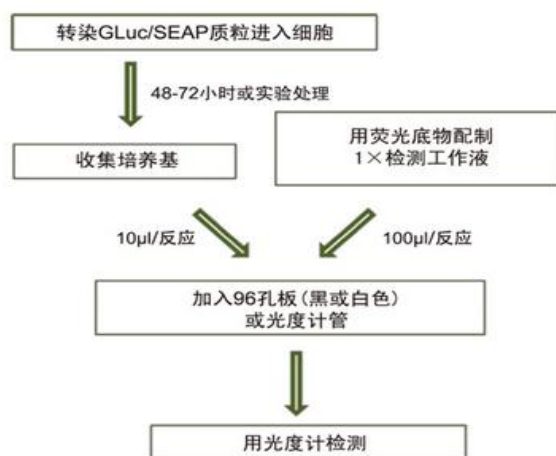 转染GLuc/SEAP质粒进入细胞
48-72小时或实验处理
收集培养基
用荧光底物配制
1×检测工作液
10μl/反应
100μl/反应
加入96孔板(黑或白色)
或光度计管
用光度计检测